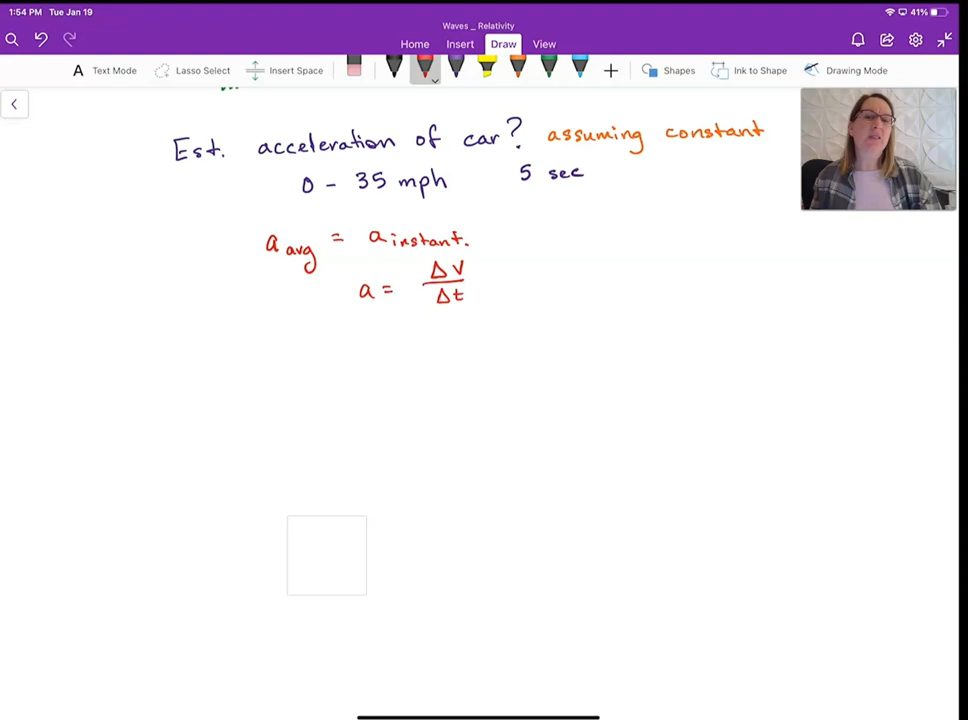 1:54 PM Tue Jan 19
41%
Waves _ Relativity
Home Insert Draw View
Text Mode Lasso Select Insert Space Shapes Ink to Shape Drawing Mode
Est. acceleration of car? assuming constant
0 - 35 mph 5 sec
a avg = a instant.
a = Δv / Δt